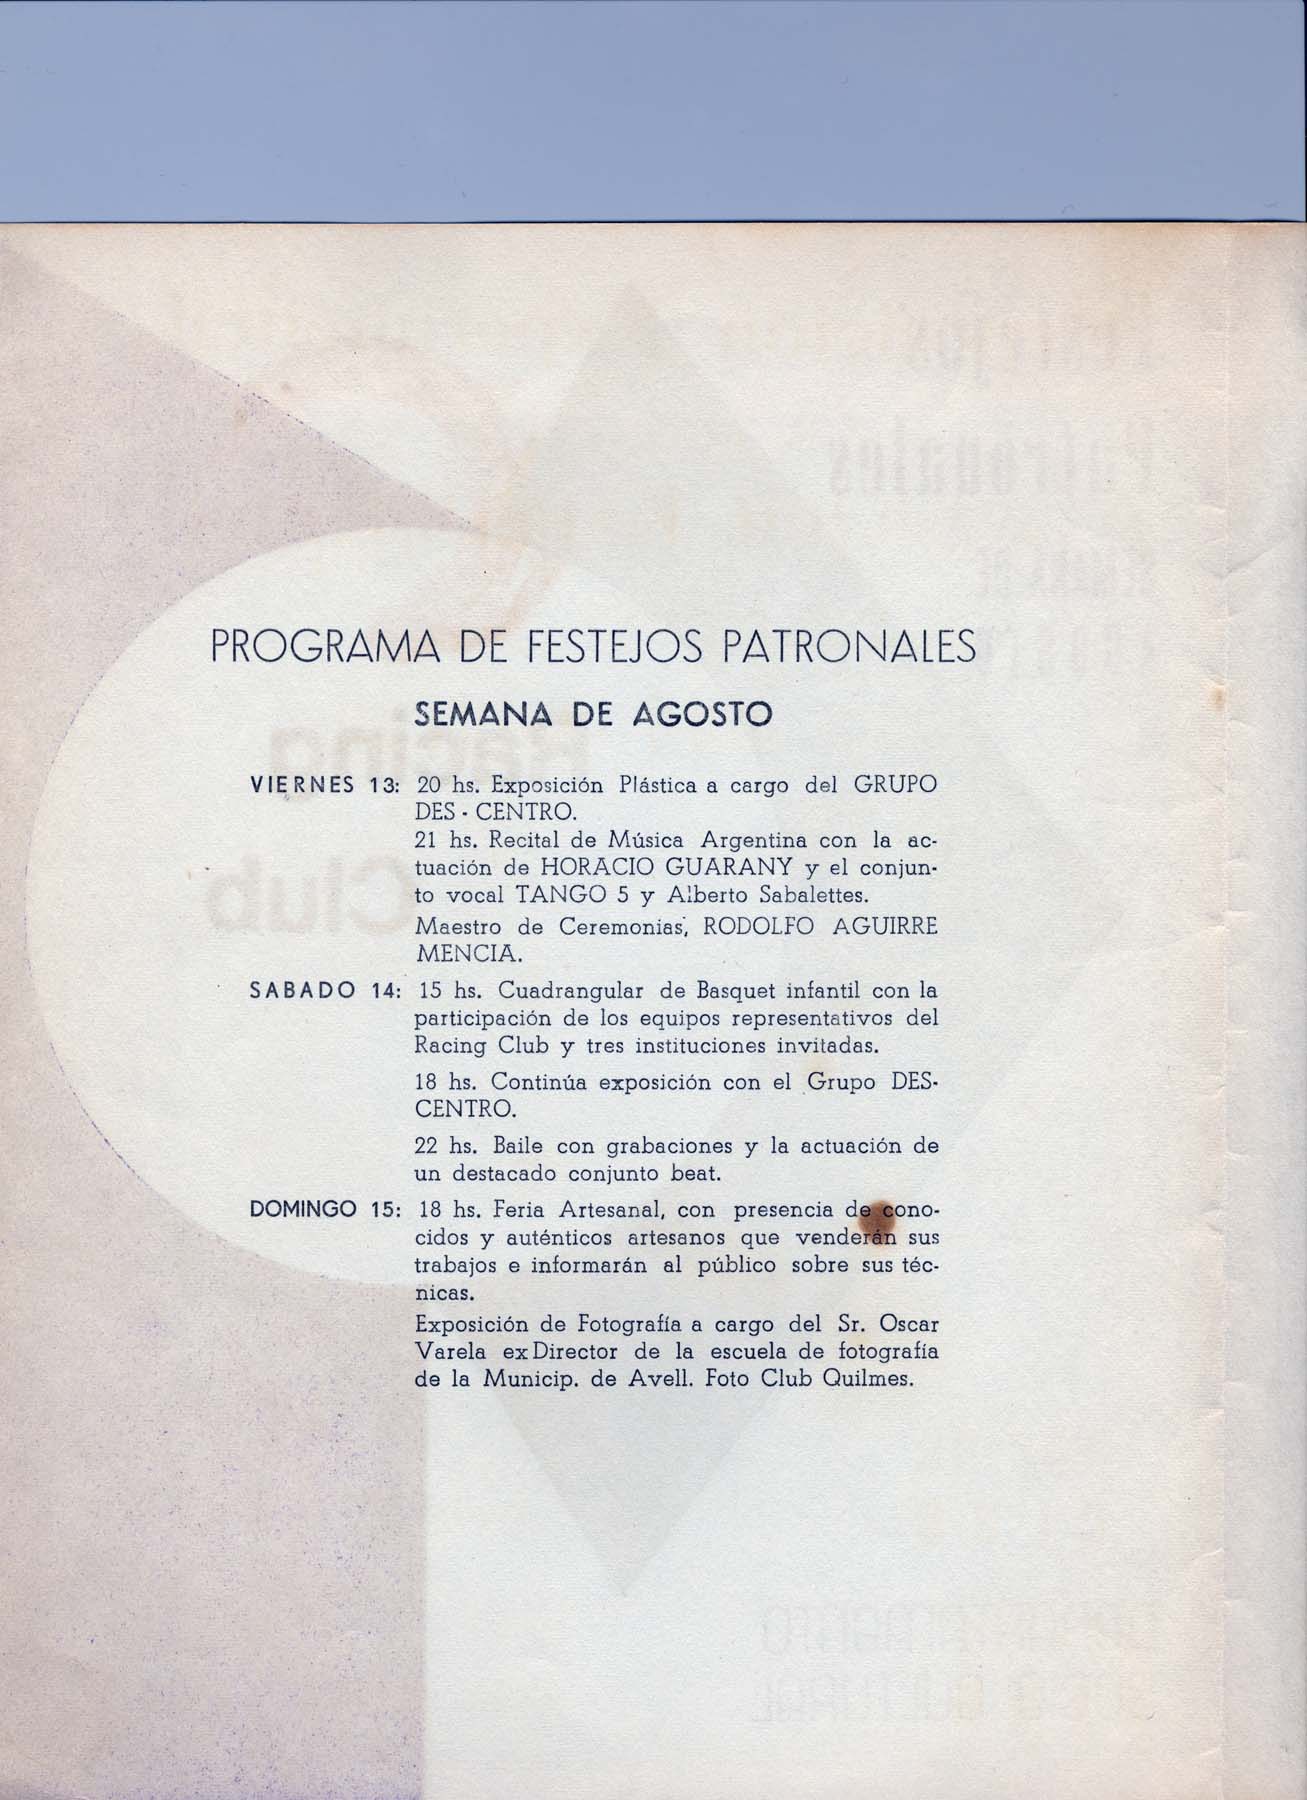 PROGRAMA DE FESTEJOS PATRONALES
SEMANA DE AGOSTO
VIERNES 13: 20 hs. Exposición Plástica a cargo del GRUPO
DES - CENTRO.
21 hs. Recital de Música Argentina con la ac-
tuación de HORACIO GUARANY y el conjun-
to vocal TANGO 5 y Alberto Sabalettes.
Maestro de Ceremonias, RODOLFO AGUIRRE
MENCIA.
SABADO 14: 15 hs. Cuadrangular de Basquet infantil con la
participación de los equipos representativos del
Racing Club y tres instituciones invitadas.
18 hs. Continúa exposición con el Grupo DES-
CENTRO.
22 hs. Baile con grabaciones y la actuación de
un destacado conjunto beat.
DOMINGO 15: 18 hs. Feria Artesanal, con presencia de cono-
cidos y auténticos artesanos que venderán sus
trabajos e informarán al público sobre sus téc-
nicas.
Exposición de Fotografía a cargo del Sr. Oscar
Varela exDirector de la escuela de fotografía
de la Municip. de Avell. Foto Club Quilmes.
Racing
Club
Festejos
Patronales